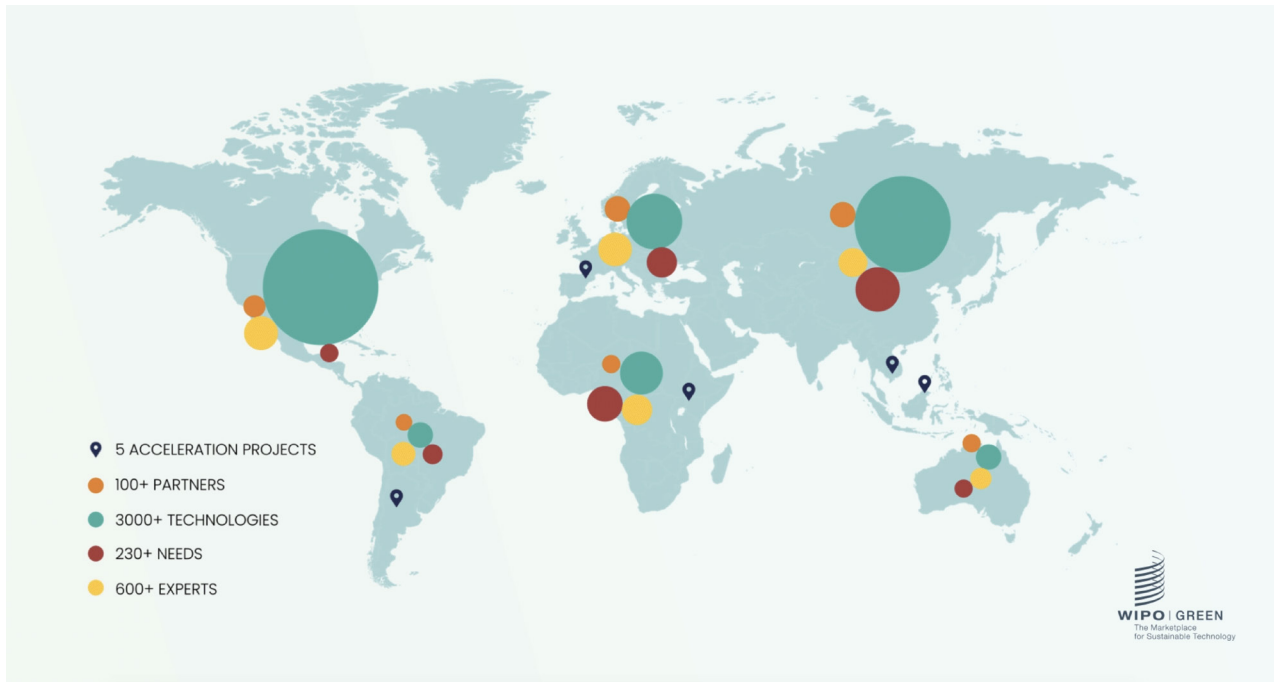 5 ACCELERATION PROJECTS
100+ PARTNERS
3000+ TECHNOLOGIES
230+ NEEDS
600+ EXPERTS
WIPO | GREEN
The Marketplace
for Sustainable Technology